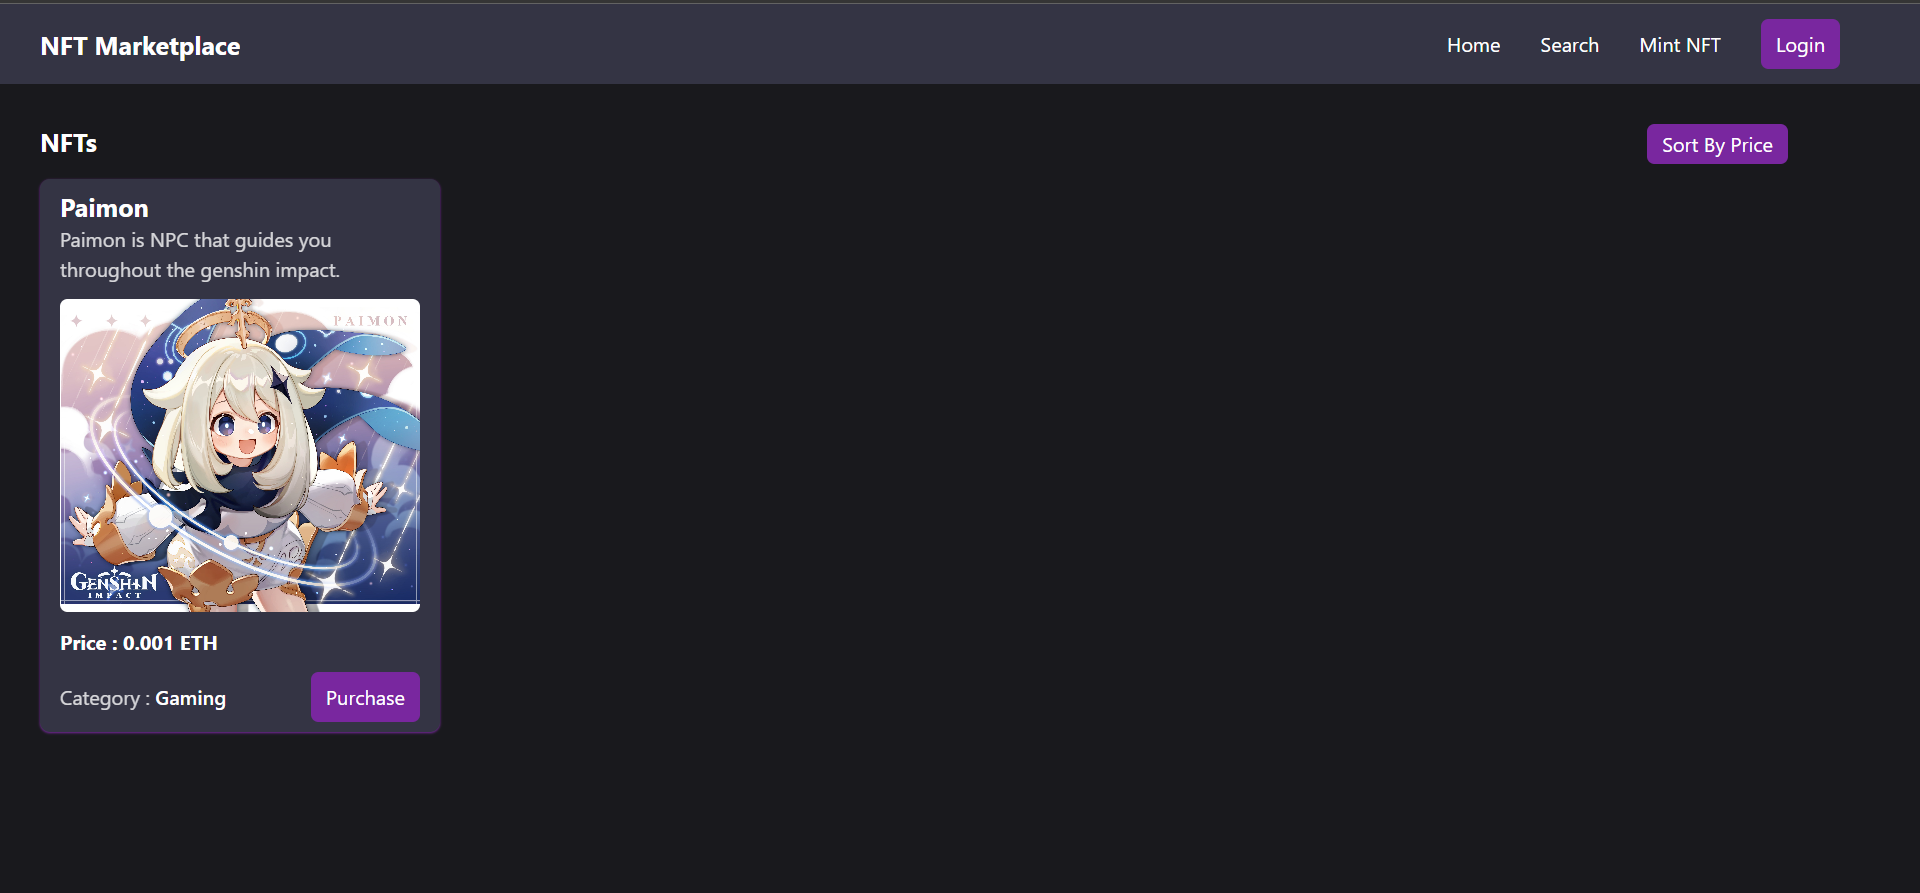 NFT Marketplace
Home
Search
Mint NFT
Login
NFTs
Sort By Price
Paimon
Paimon is NPC that guides you
throughout the genshin impact.
PAIMON
GENSHIN
IMPACT
Price : 0.001 ETH
Category : Gaming
Purchase